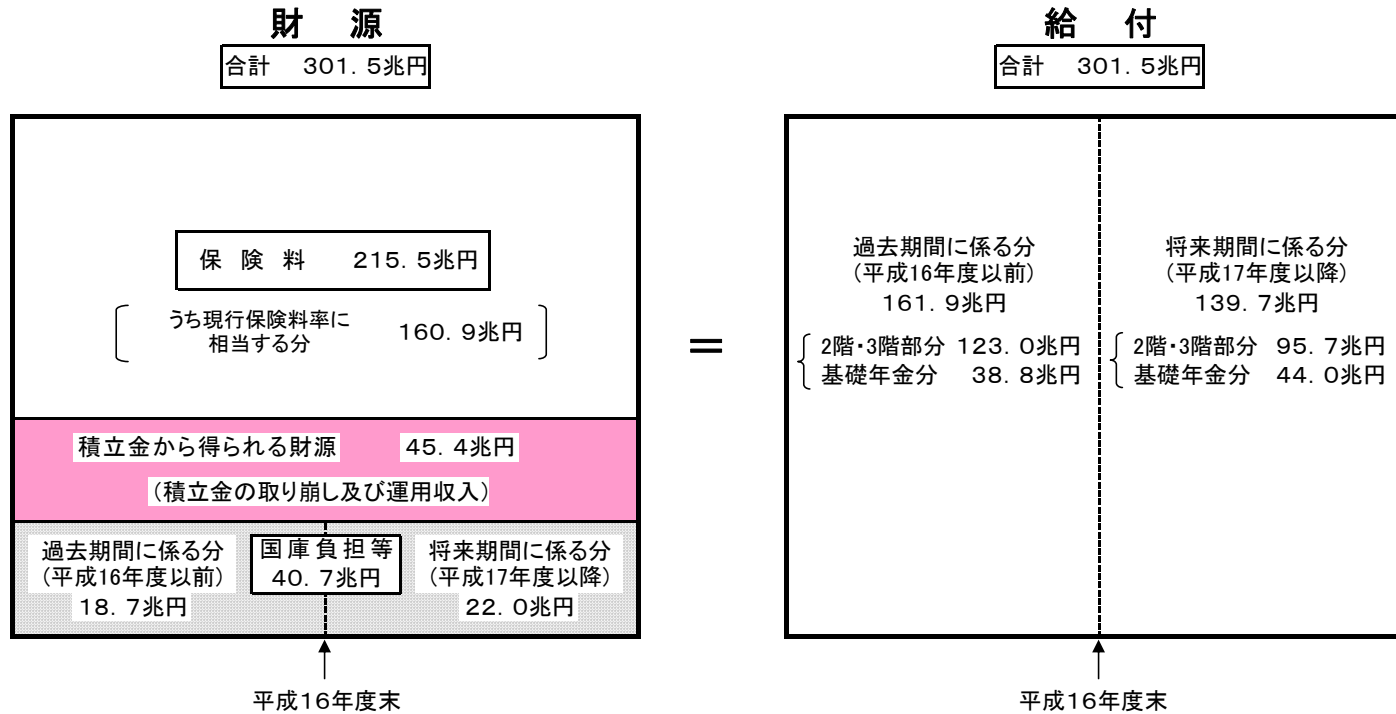 財　源
合計　301．5兆円
保　険　料　　215．5兆円
うち現行保険料率に
相当する分
160．9兆円
積立金から得られる財源　　45．4兆円
（積立金の取り崩し及び運用収入）
過去期間に係る分
（平成16年度以前）
18．7兆円
国庫負担等
40．7兆円
将来期間に係る分
（平成17年度以降）
22．0兆円
平成16年度末
＝
給　付
合計　301．5兆円
過去期間に係る分
（平成16年度以前）
161．9兆円
2階・3階部分 123．0兆円
基礎年金分　38．8兆円
将来期間に係る分
（平成17年度以降）
139．7兆円
2階・3階部分 95．7兆円
基礎年金分 44．0兆円
平成16年度末